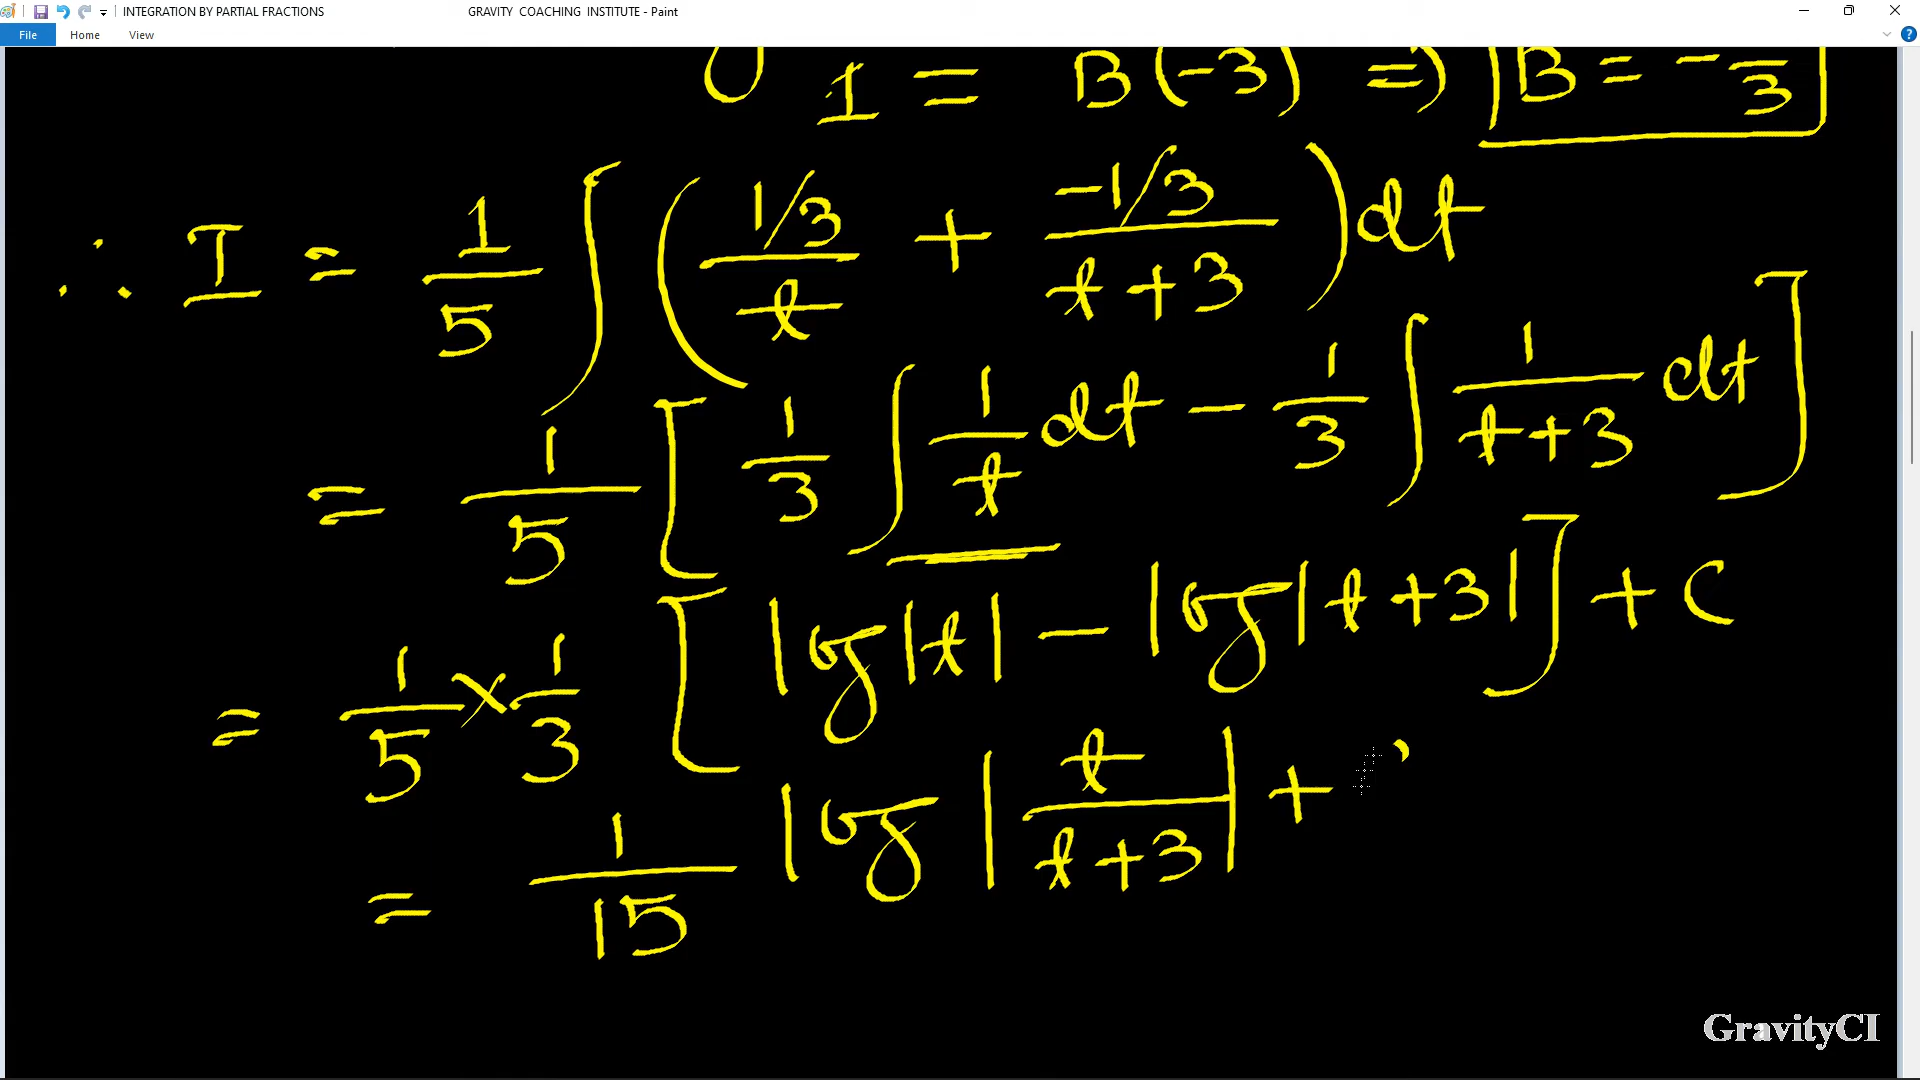 INTEGRATION BY PARTIAL FRACTIONS GRAVITY COACHING INSTITUTE - Paint
File Home View
1 = B(-3) => B = -/3
∴ I = 1/5 ∫ ( (1/3)/t + (-1/3)/(t+3) ) dt
= 1/5 [ 1/3 ∫ 1/t dt - 1/3 ∫ 1/(t+3) dt ]
= 1/5 × 1/3 [ log|t| - log|t+3| ] + C
= 1/15 log | t/(t+3) | +
GravityCI